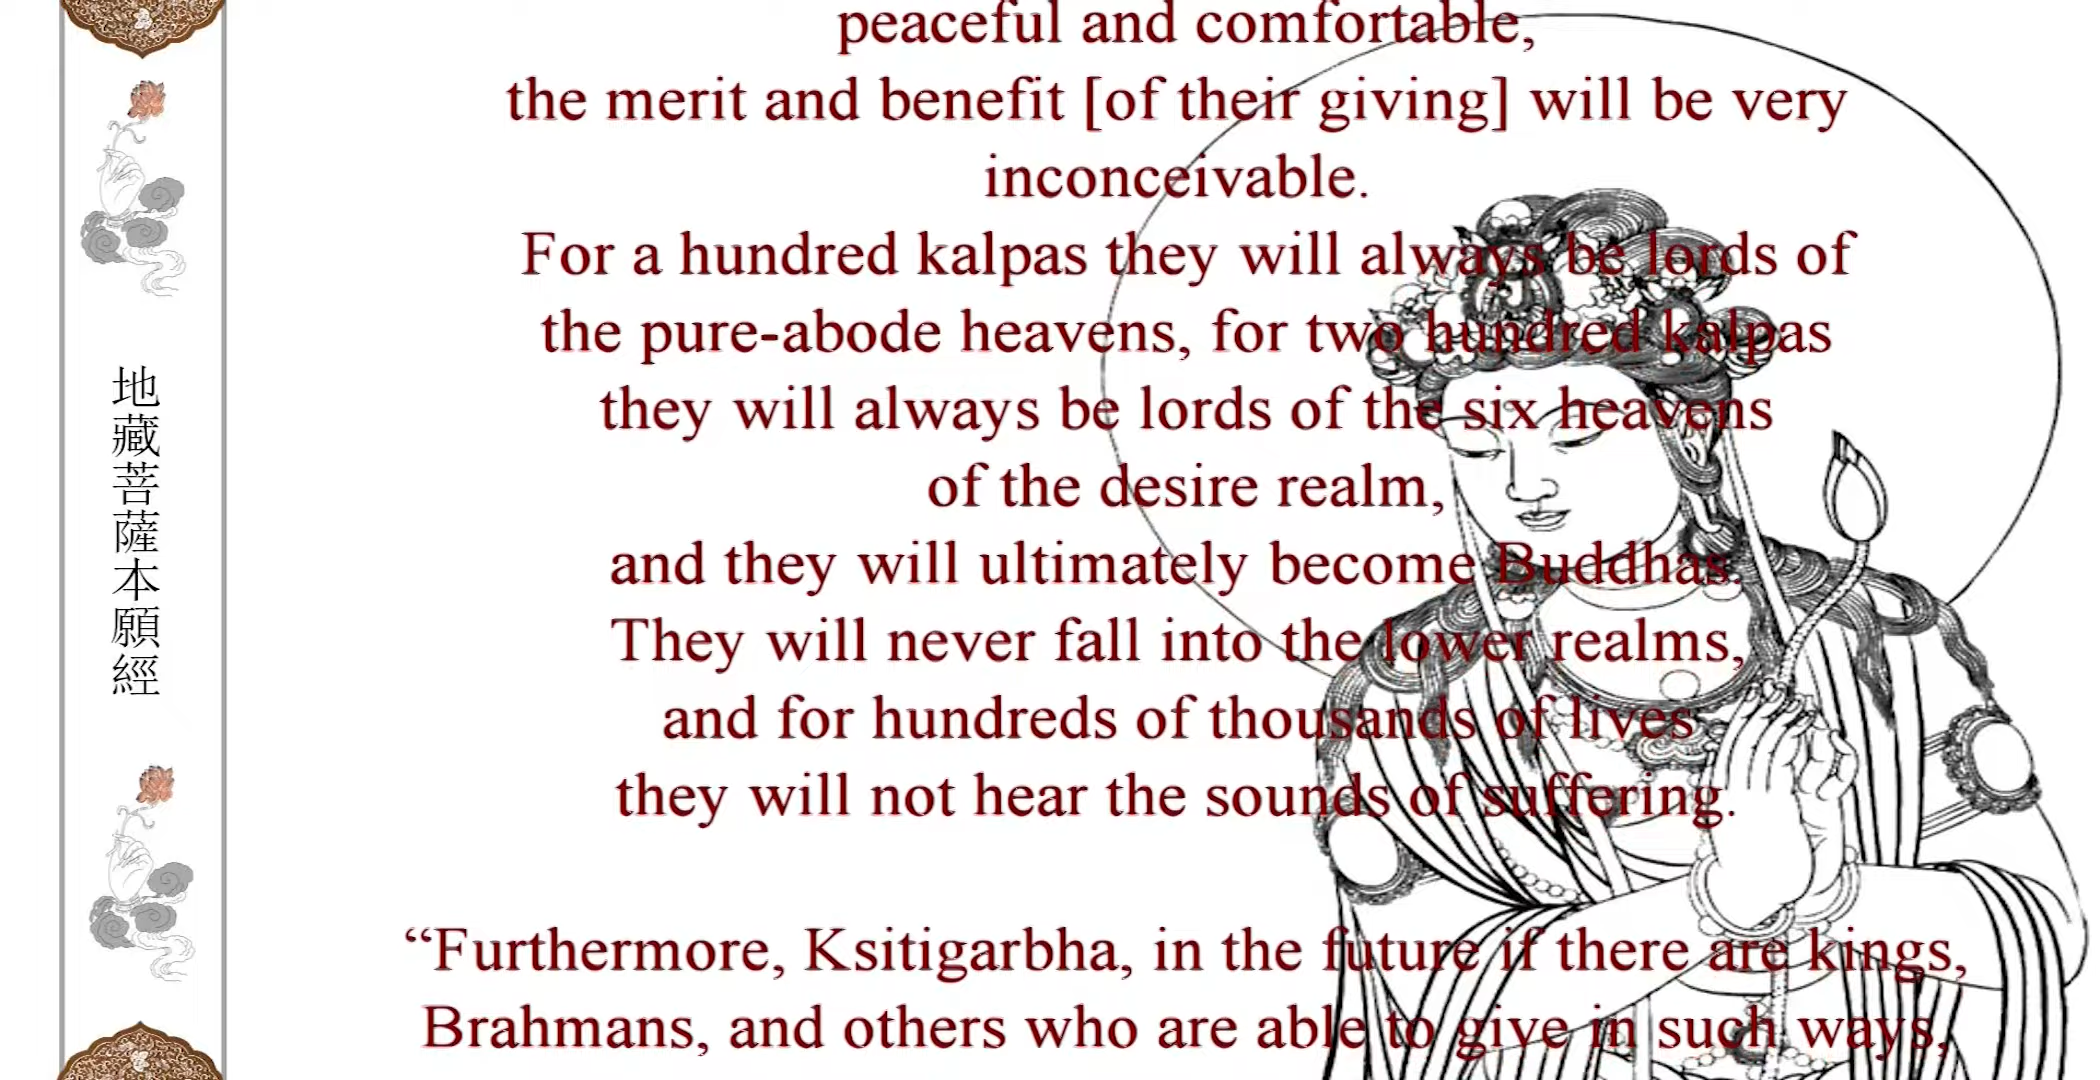 地藏菩薩本願經
peaceful and comfortable,
the merit and benefit [of their giving] will be very
inconceivable.
For a hundred kalpas they will always be lords of
the pure-abode heavens, for two hundred kalpas
they will always be lords of the six heavens
of the desire realm,
and they will ultimately become Buddhas.
They will never fall into the lower realms,
and for hundreds of thousands of lives
they will not hear the sounds of suffering.
“Furthermore, Ksitigarbha, in the future if there are kings,
Brahmans, and others who are able to give in such ways,